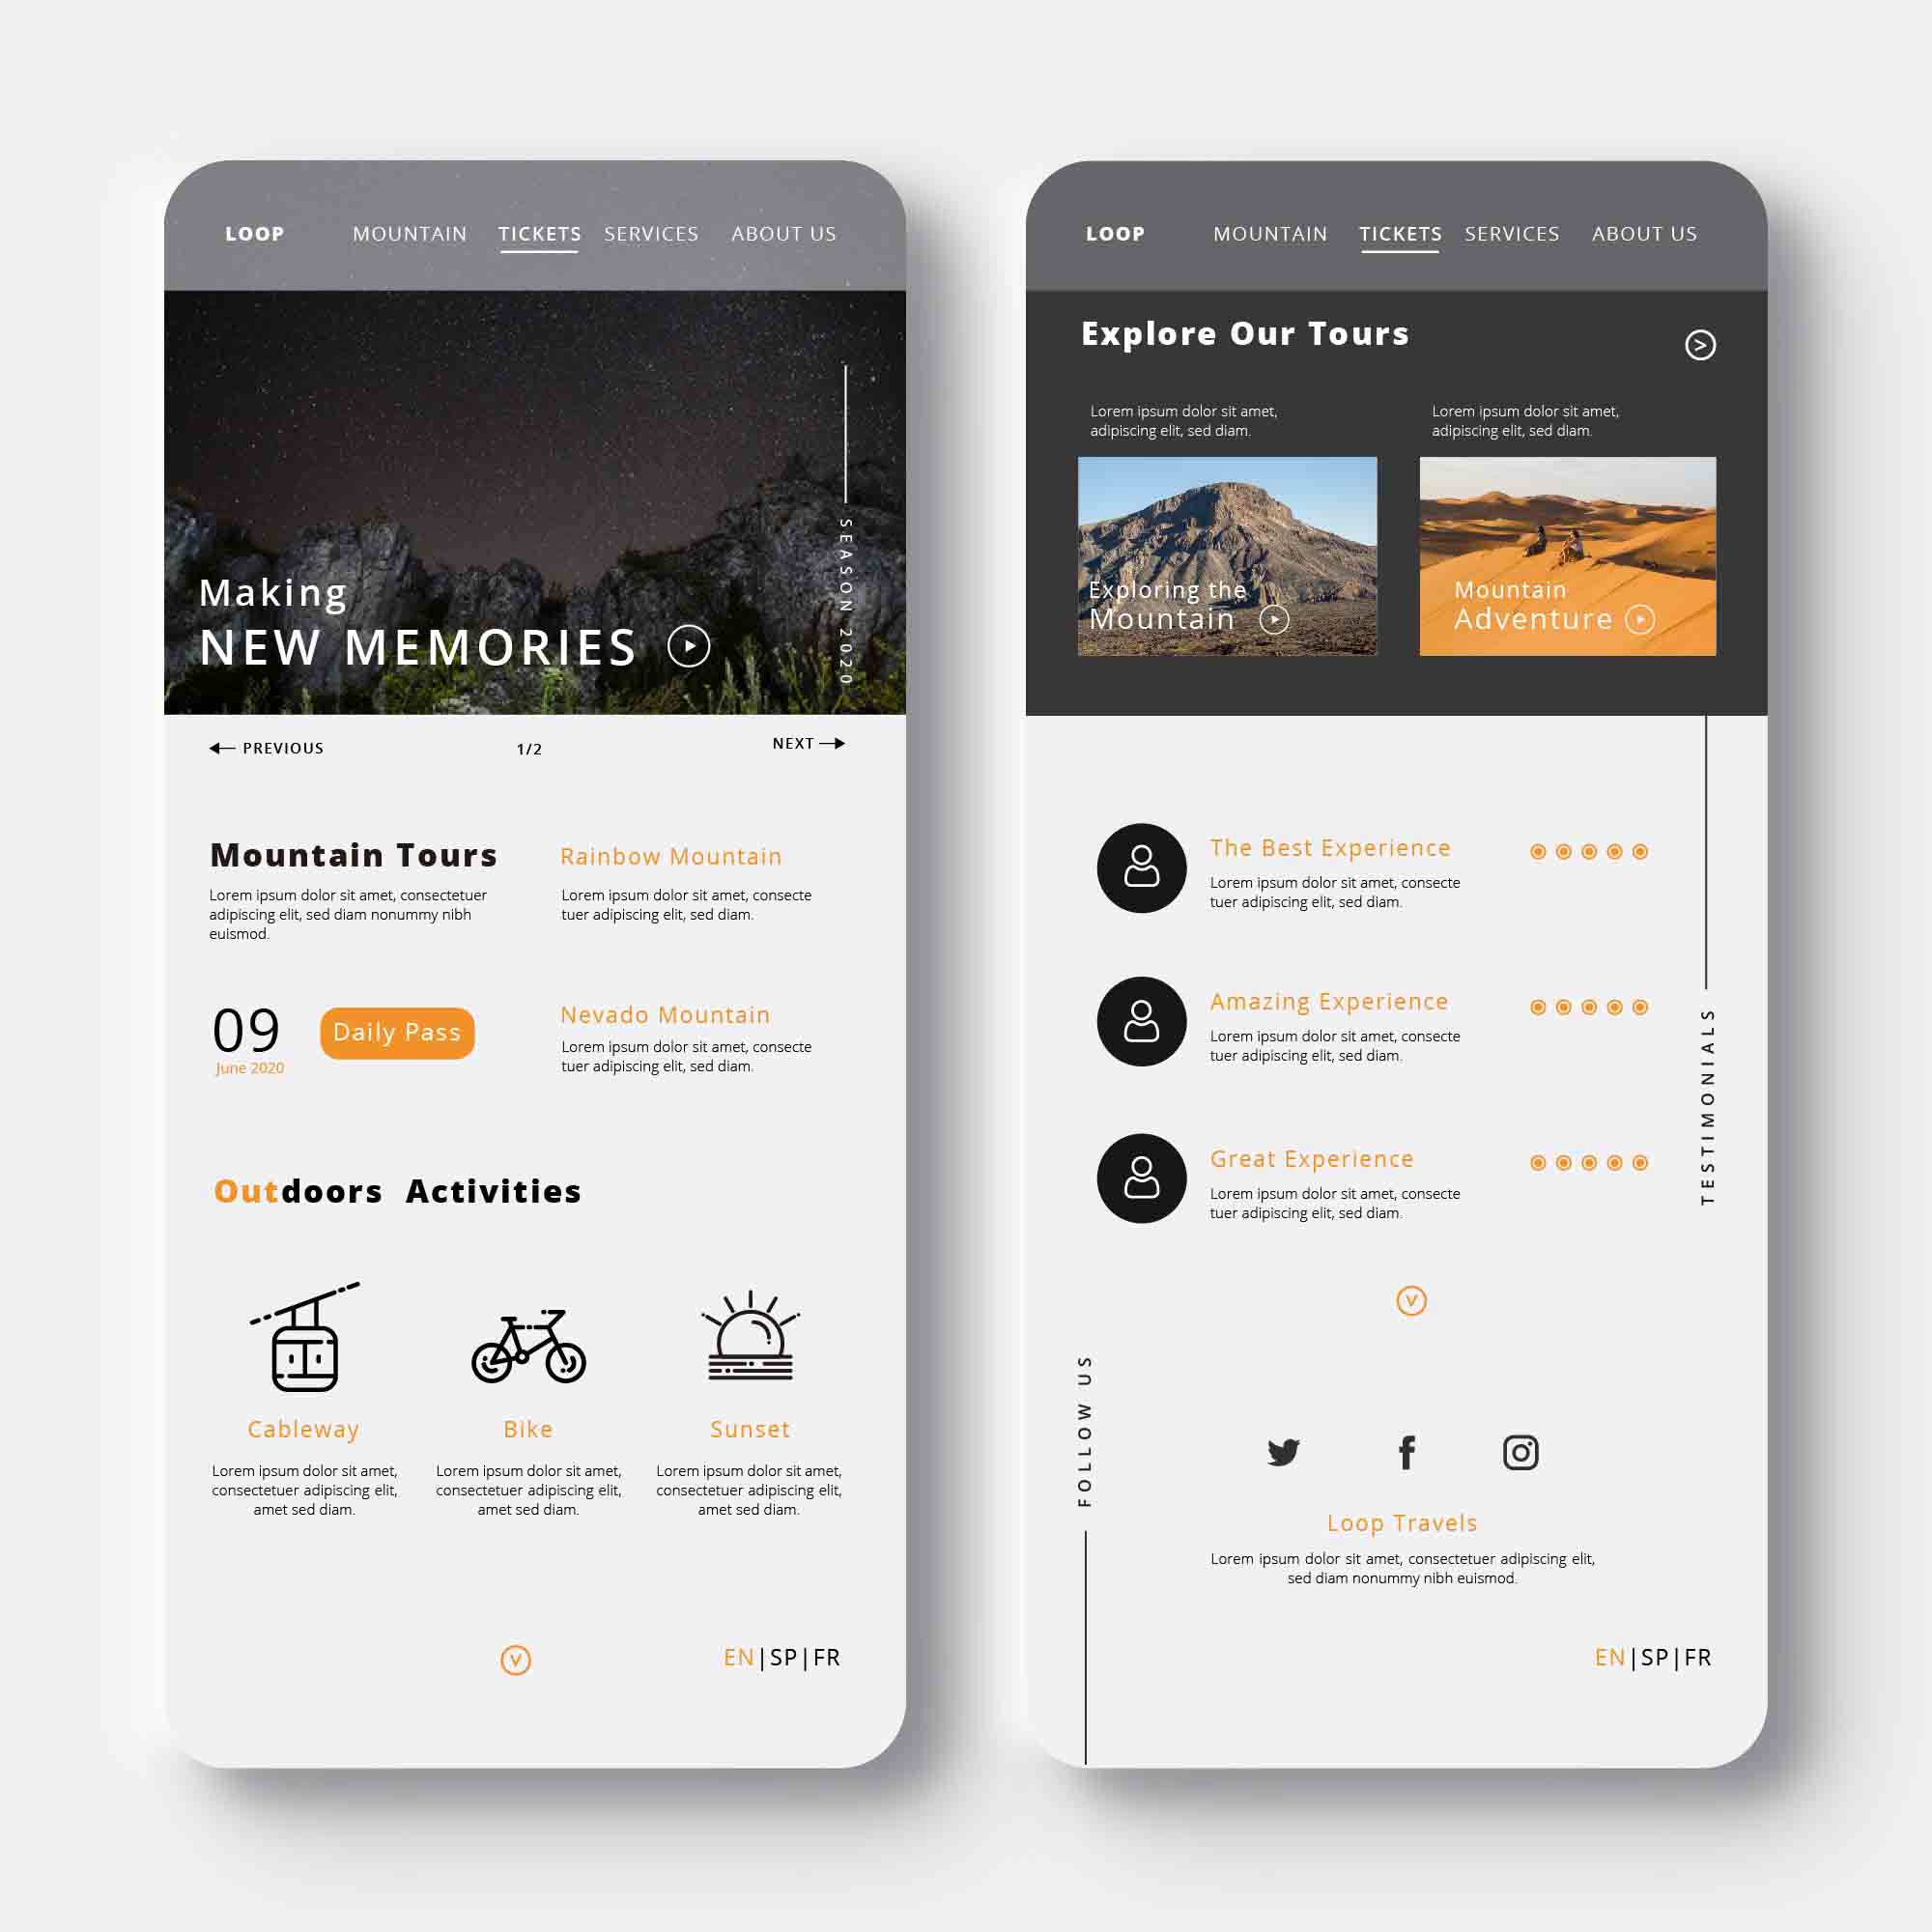 LOOP MOUNTAIN TICKETS SERVICES ABOUT US
SEASON 2020
Making
NEW MEMORIES
PREVIOUS 1/2 NEXT
Mountain Tours
Lorem ipsum dolor sit amet, consectetuer
adipiscing elit, sed diam nonummy nibh
euismod.
Rainbow Mountain
Lorem ipsum dolor sit amet, consecte
tuer adipiscing elit, sed diam.
09
June 2020
Daily Pass
Nevado Mountain
Lorem ipsum dolor sit amet, consecte
tuer adipiscing elit, sed diam.
Outdoors Activities
Cableway
Lorem ipsum dolor sit amet,
consectetuer adipiscing elit,
amet sed diam.
Bike
Lorem ipsum dolor sit amet,
consectetuer adipiscing elit,
amet sed diam.
Sunset
Lorem ipsum dolor sit amet,
consectetuer adipiscing elit,
amet sed diam.
EN|SP|FR
LOOP MOUNTAIN TICKETS SERVICES ABOUT US
Explore Our Tours
Lorem ipsum dolor sit amet,
adipiscing elit, sed diam.
Exploring the
Mountain
Lorem ipsum dolor sit amet,
adipiscing elit, sed diam.
Mountain
Adventure
The Best Experience
Lorem ipsum dolor sit amet, consecte
tuer adipiscing elit, sed diam.
Amazing Experience
Lorem ipsum dolor sit amet, consecte
tuer adipiscing elit, sed diam.
Great Experience
Lorem ipsum dolor sit amet, consecte
tuer adipiscing elit, sed diam.
TESTIMONIALS
FOLLOW US
Loop Travels
Lorem ipsum dolor sit amet, consectetuer adipiscing elit,
sed diam nonummy nibh euismod.
EN|SP|FR